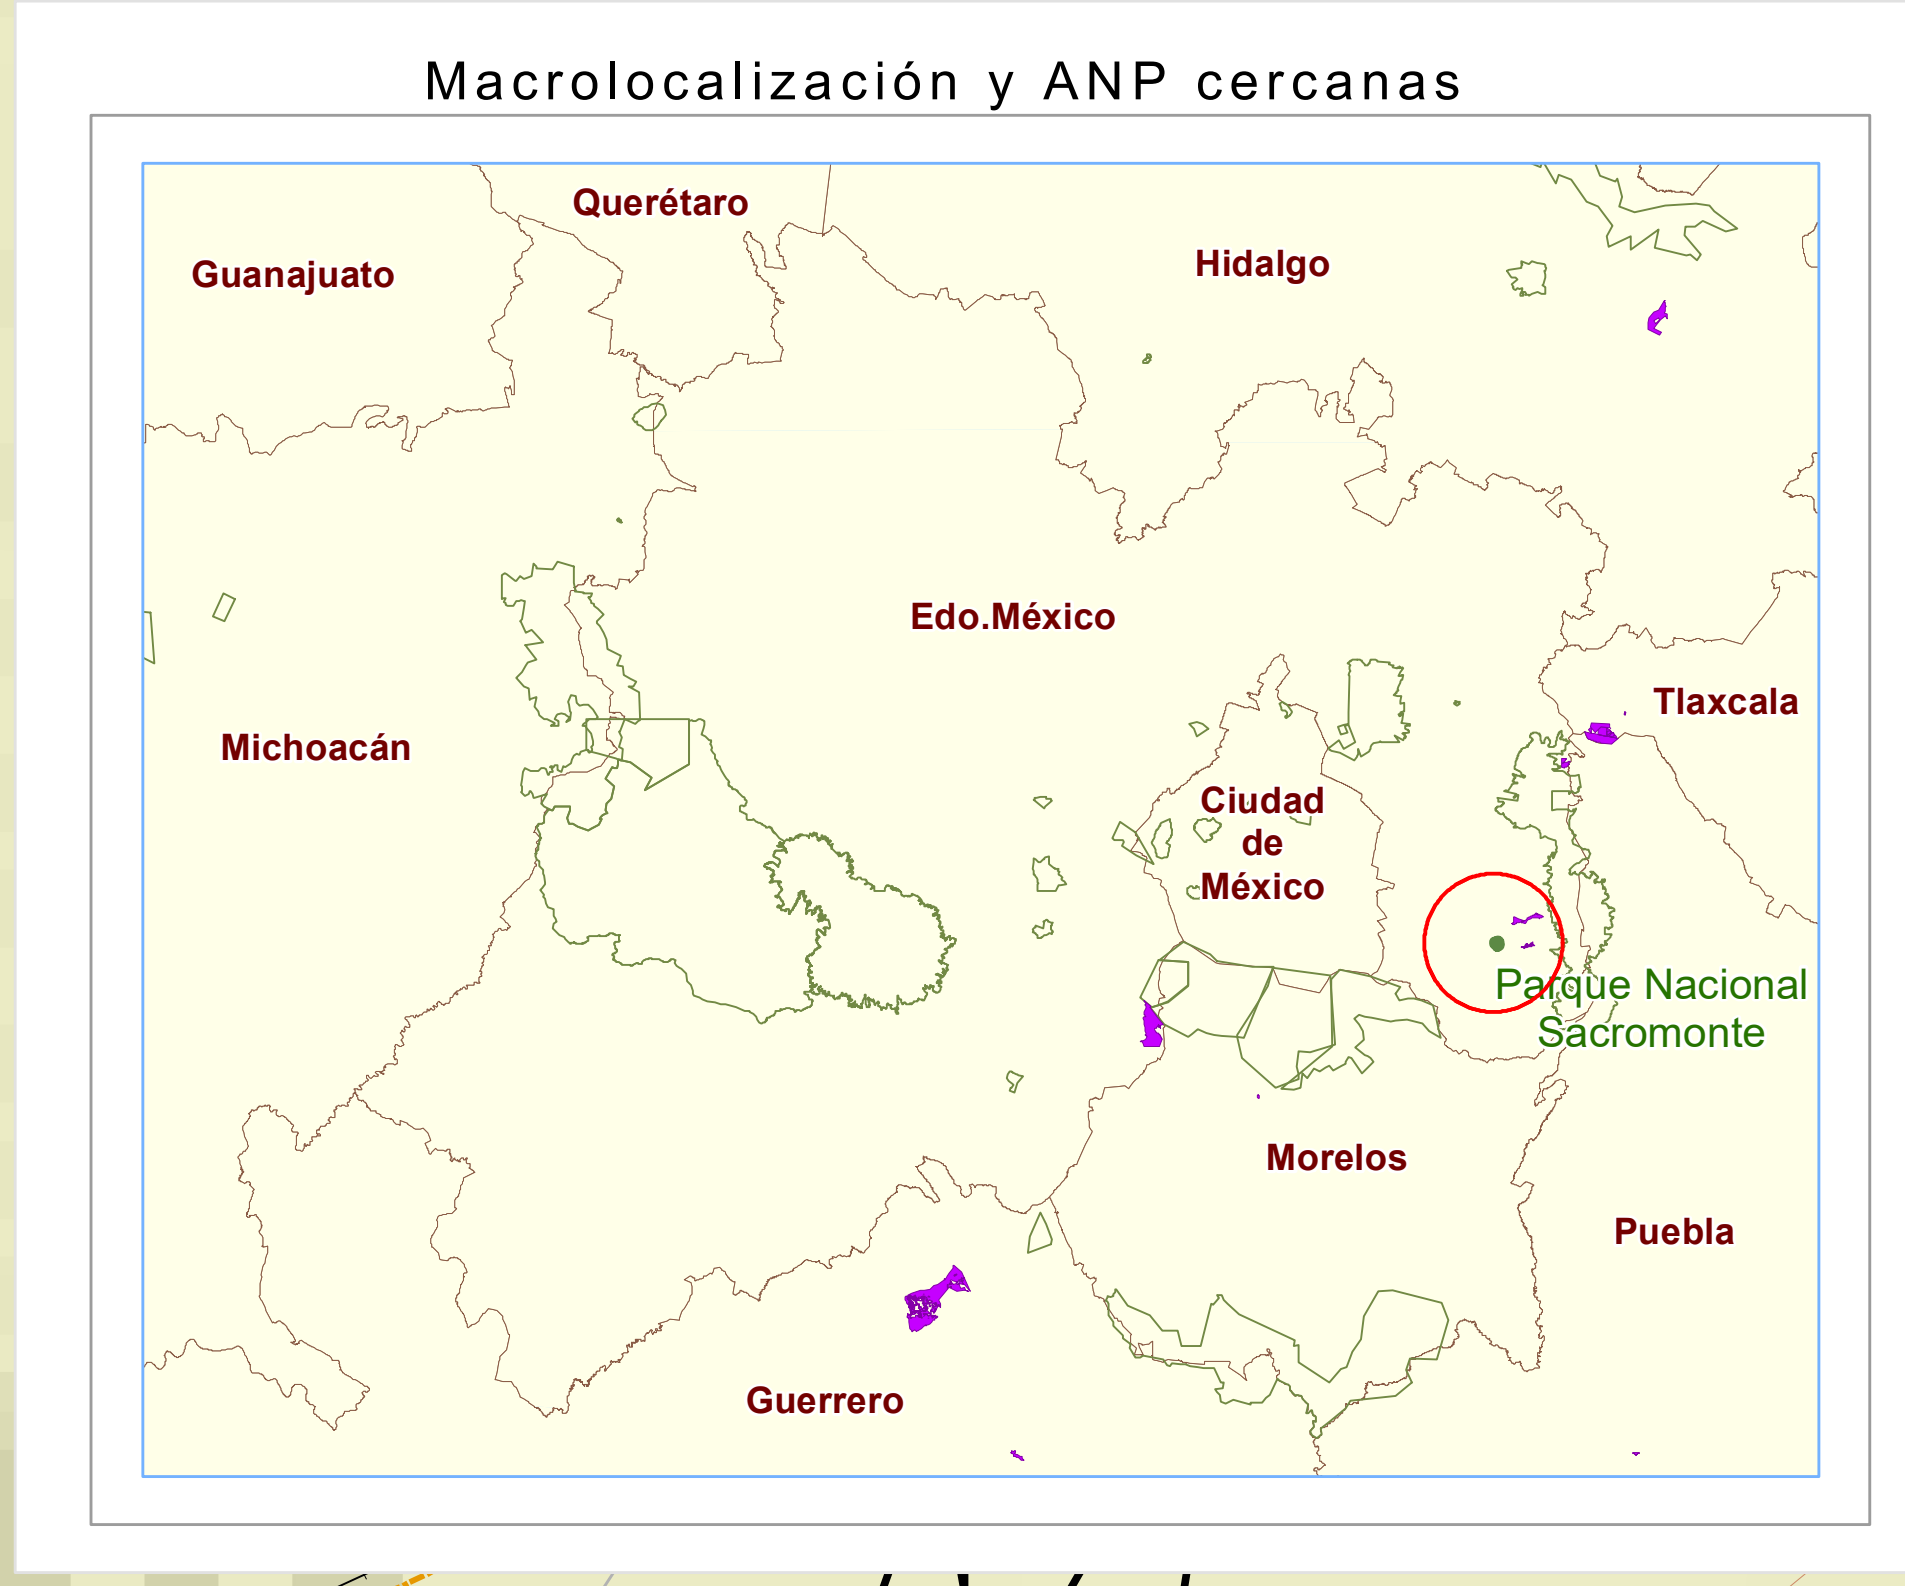 Macrolocalización y ANP cercanas
Querétaro
Guanajuato
Hidalgo
Edo.México
Tlaxcala
Michoacán
Ciudad
de
México
Parque Nacional
Sacromonte
Morelos
Puebla
Guerrero